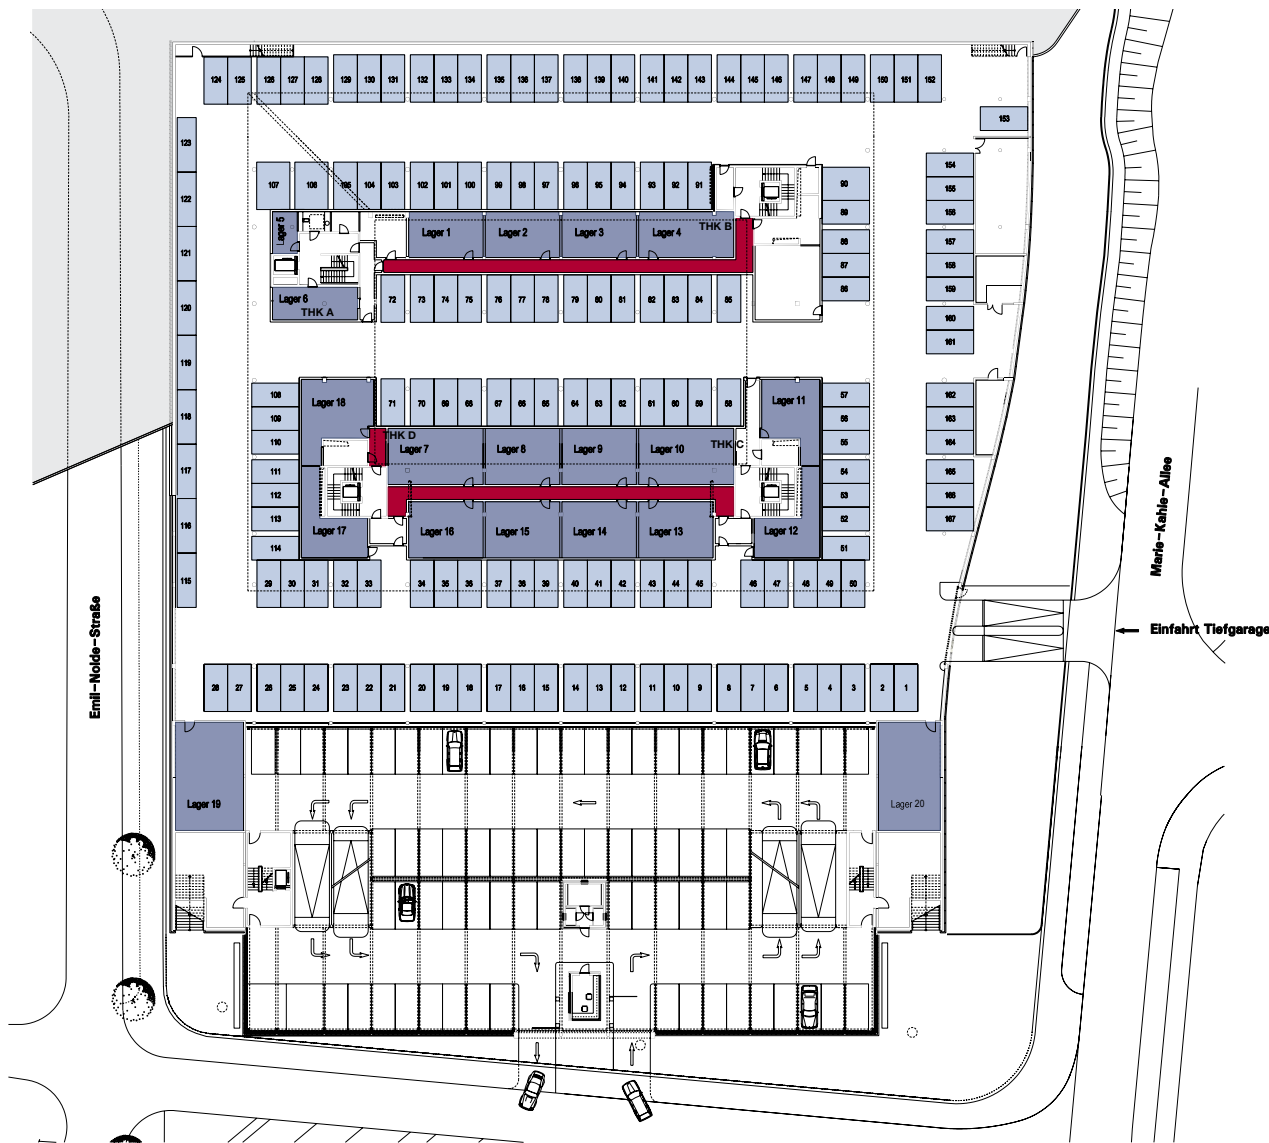 124 125 126 127 128 129 130 131 132 133 134 135 136 137 138 139 140 141 142 143 144 145 146 147 148 149 150 151 152
153
123
122
121
120
119
118
117
116
115
107 106 105 104 103 102 101 100 99 98 97 96 95 94 93 92 91
90
89
88
87
86
154
155
156
157
158
159
160
161
162
163
164
165
166
167
Lager 5
Lager 1 Lager 2 Lager 3 Lager 4 THK B
Lager 6
THK A
72 73 74 75 76 77 78 79 80 81 82 83 84 85
108
109
110
111
112
113
114
Lager 18
71 70 69 68 67 66 65 64 63 62 61 60 59 58
Lager 11
57
56
55
54
53
52
51
THK D
Lager 7 Lager 8 Lager 9 Lager 10 THK C
Lager 17 Lager 16 Lager 15 Lager 14 Lager 13 Lager 12
29 30 31 32 33 34 35 36 37 38 39 40 41 42 43 44 45 46 47 48 49 50
Emil-Nolde-Straße
Marie-Kahle-Allee
Einfahrt Tiefgarage
28 27 26 25 24 23 22 21 20 19 18 17 16 15 14 13 12 11 10 9 8 7 6 5 4 3 2 1
Lager 19
Lager 20